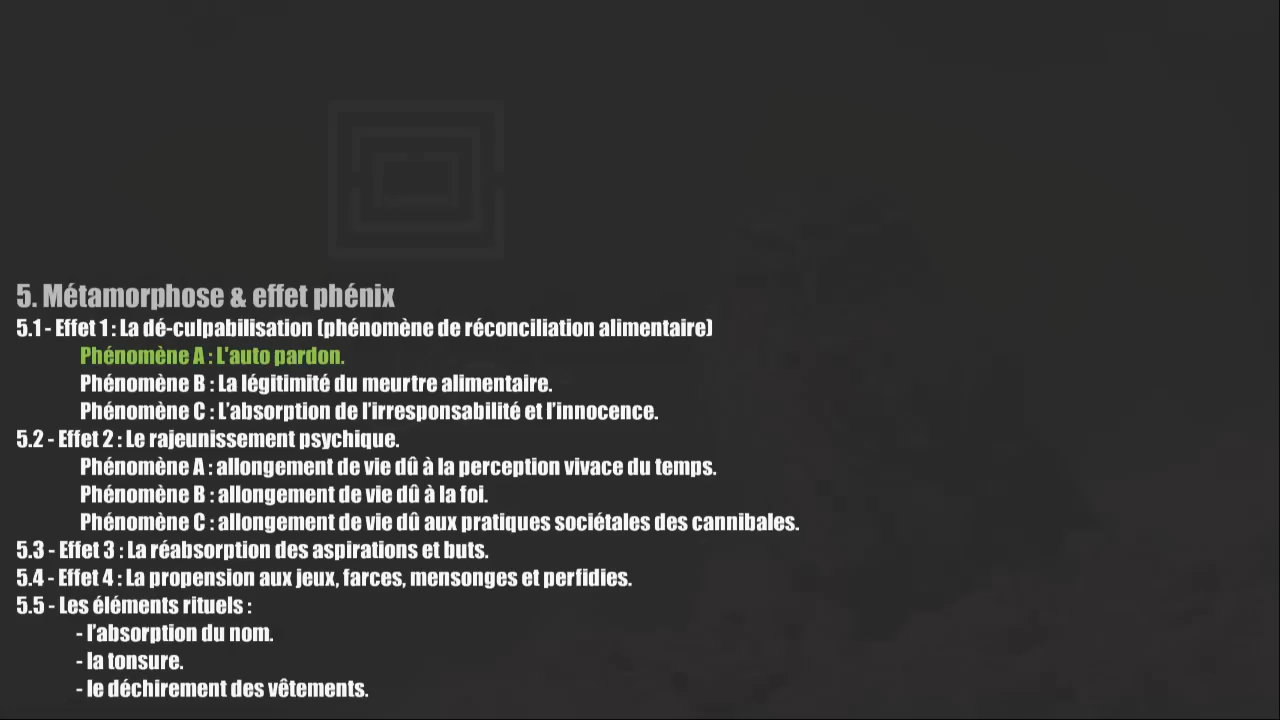 5. Métamorphose & effet phénix
5.1 - Effet 1 : La dé-culpabilisation (phénomène de réconciliation alimentaire)
Phénomène A : L'auto pardon.
Phénomène B : La légitimité du meurtre alimentaire.
Phénomène C : L'absorption de l'irresponsabilité et l'innocence.
5.2 - Effet 2 : Le rajeunissement psychique.
Phénomène A : allongement de vie dû à la perception vivace du temps.
Phénomène B : allongement de vie dû à la foi.
Phénomène C : allongement de vie dû aux pratiques sociétales des cannibales.
5.3 - Effet 3 : La réabsorption des aspirations et buts.
5.4 - Effet 4 : La propension aux jeux, farces, mensonges et perfidies.
5.5 - Les éléments rituels :
- l'absorption du nom.
- la tonsure.
- le déchirement des vêtements.